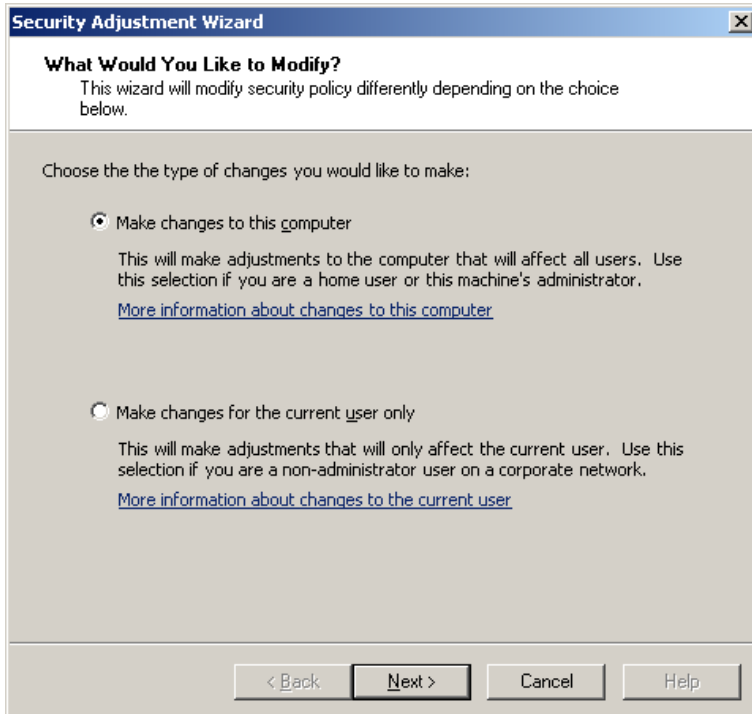 Security Adjustment Wizard
What Would You Like to Modify?
This wizard will modify security policy differently depending on the choice
below.
Choose the the type of changes you would like to make:
Make changes to this computer
This will make adjustments to the computer that will affect all users. Use
this selection if you are a home user or this machine's administrator.
More information about changes to this computer
Make changes for the current user only
This will make adjustments that will only affect the current user. Use this
selection if you are a non-administrator user on a corporate network.
More information about changes to the current user
< Back Next > Cancel Help